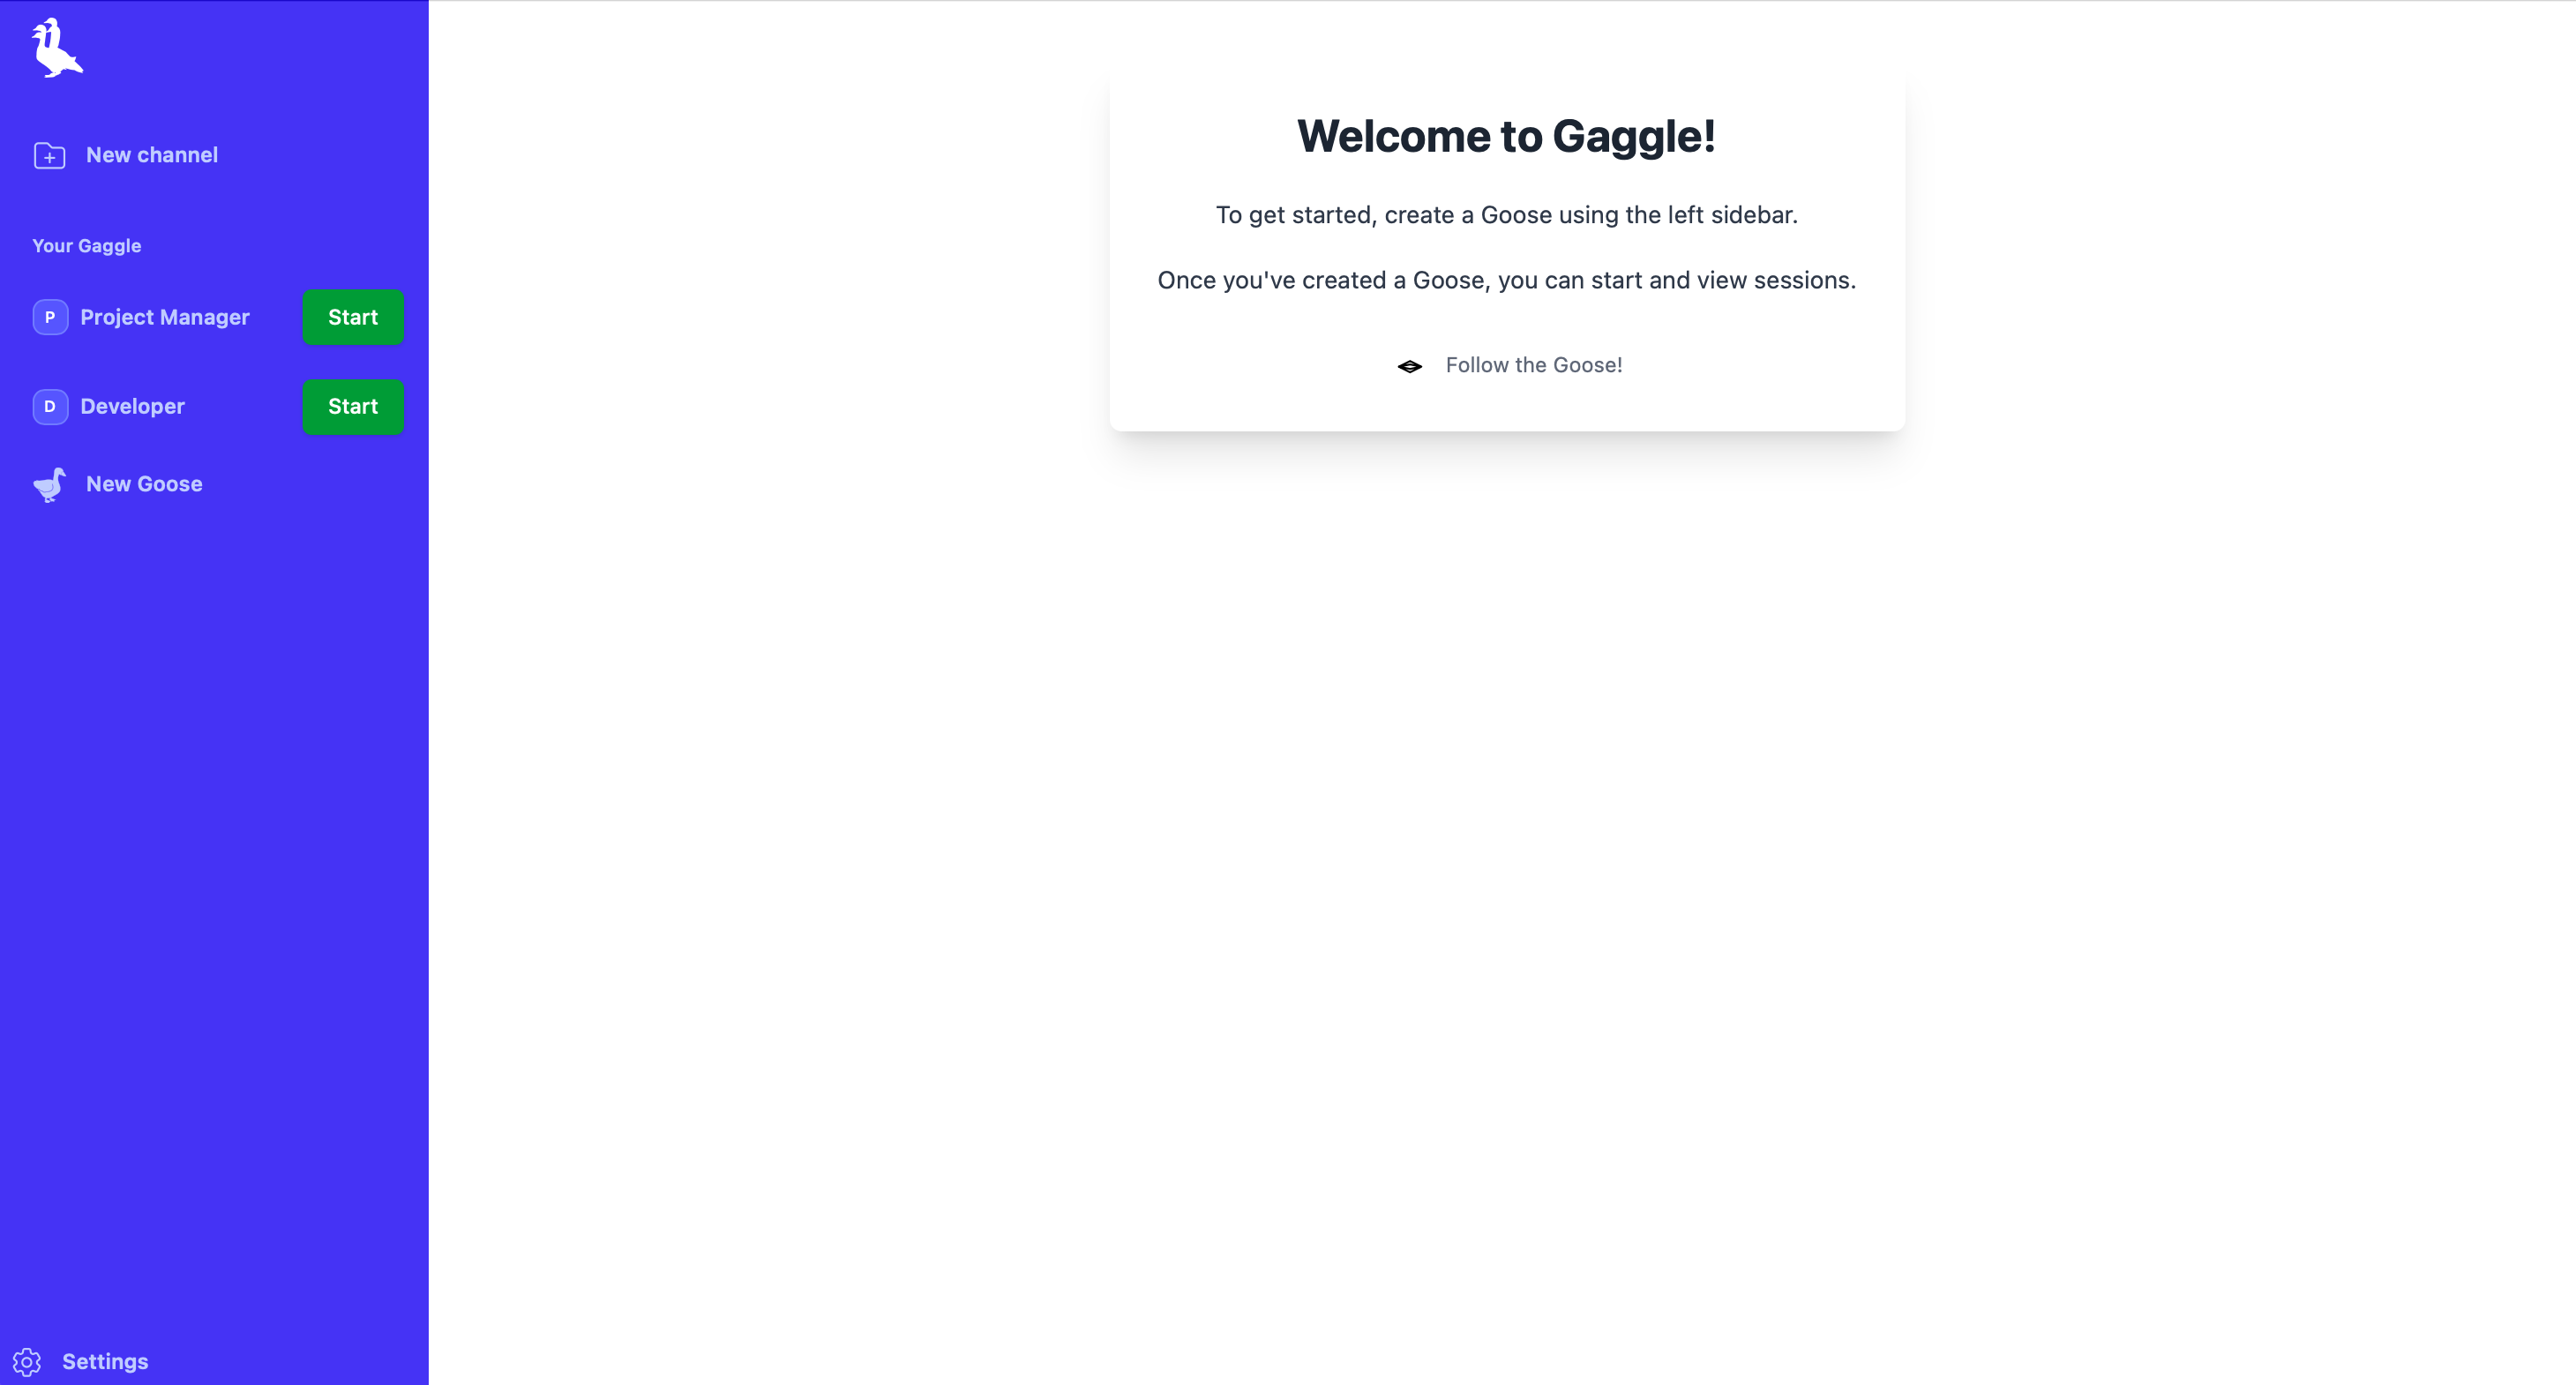 New channel
Your Gaggle
P Project Manager Start
D Developer Start
New Goose
Settings
Welcome to Gaggle!
To get started, create a Goose using the left sidebar.
Once you've created a Goose, you can start and view sessions.
Follow the Goose!